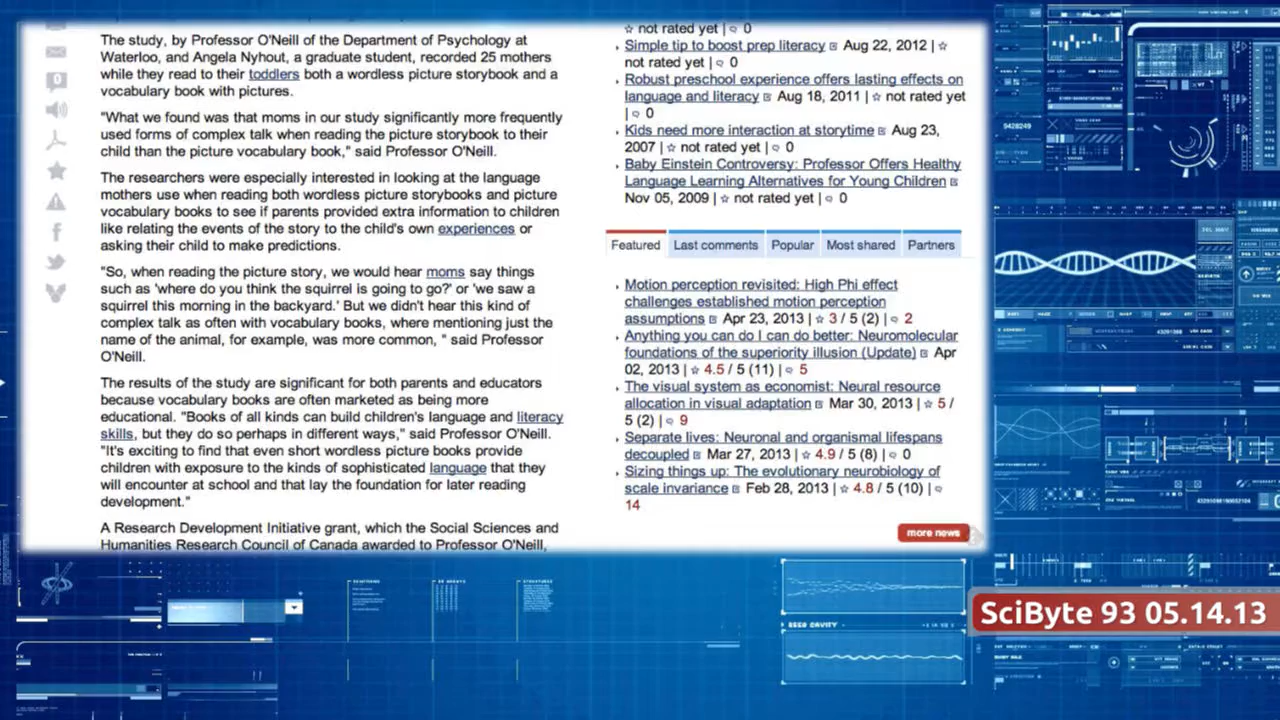 The study, by Professor O'Neill of the Department of Psychology at
Waterloo, and Angela Nyhout, a graduate student, recorded 25 mothers
while they read to their toddlers both a wordless picture storybook and a
vocabulary book with pictures.
"What we found was that moms in our study significantly more frequently
used forms of complex talk when reading the picture storybook to their
child than the picture vocabulary book," said Professor O'Neill.
The researchers were especially interested in looking at the language
mothers use when reading both wordless picture storybooks and picture
vocabulary books to see if parents provided extra information to children
like relating the events of the story to the child's own experiences or
asking their child to make predictions.
"So, when reading the picture story, we would hear moms say things
such as 'where do you think the squirrel is going to go?' or 'we saw a
squirrel this morning in the backyard.' But we didn't hear this kind of
complex talk as often with vocabulary books, where mentioning just the
name of the animal, for example, was more common, " said Professor
O'Neill.
The results of the study are significant for both parents and educators
because vocabulary books are often marketed as being more
educational. "Books of all kinds can build children's language and literacy
skills, but they do so perhaps in different ways," said Professor O'Neill.
"It's exciting to find that even short wordless picture books provide
children with exposure to the kinds of sophisticated language that they
will encounter at school and that lay the foundation for later reading
development."
A Research Development Initiative grant, which the Social Sciences and
Humanities Research Council of Canada awarded to Professor O'Neill,
not rated yet | 0
Simple tip to boost prep literacy Aug 22, 2012 |
not rated yet | 0
Robust preschool experience offers lasting effects on
language and literacy Aug 18, 2011 | not rated yet
| 0
Kids need more interaction at storytime Aug 23,
2007 | not rated yet | 0
Baby Einstein Controversy: Professor Offers Healthy
Language Learning Alternatives for Young Children
Nov 05, 2009 | not rated yet | 0
Featured Last comments Popular Most shared Partners
Motion perception revisited: High Phi effect
challenges established motion perception
assumptions Apr 23, 2013 | 3 / 5 (2) | 2
Anything you can do I can do better: Neuromolecular
foundations of the superiority illusion (Update) Apr
02, 2013 | 4.5 / 5 (11) | 5
The visual system as economist: Neural resource
allocation in visual adaptation Mar 30, 2013 | 5 /
5 (2) | 9
Separate lives: Neuronal and organismal lifespans
decoupled Mar 27, 2013 | 4.9 / 5 (8) | 0
Sizing things up: The evolutionary neurobiology of
scale invariance Feb 28, 2013 | 4.8 / 5 (10) |
14
more news
9428249
SciByte 93 05.14.13